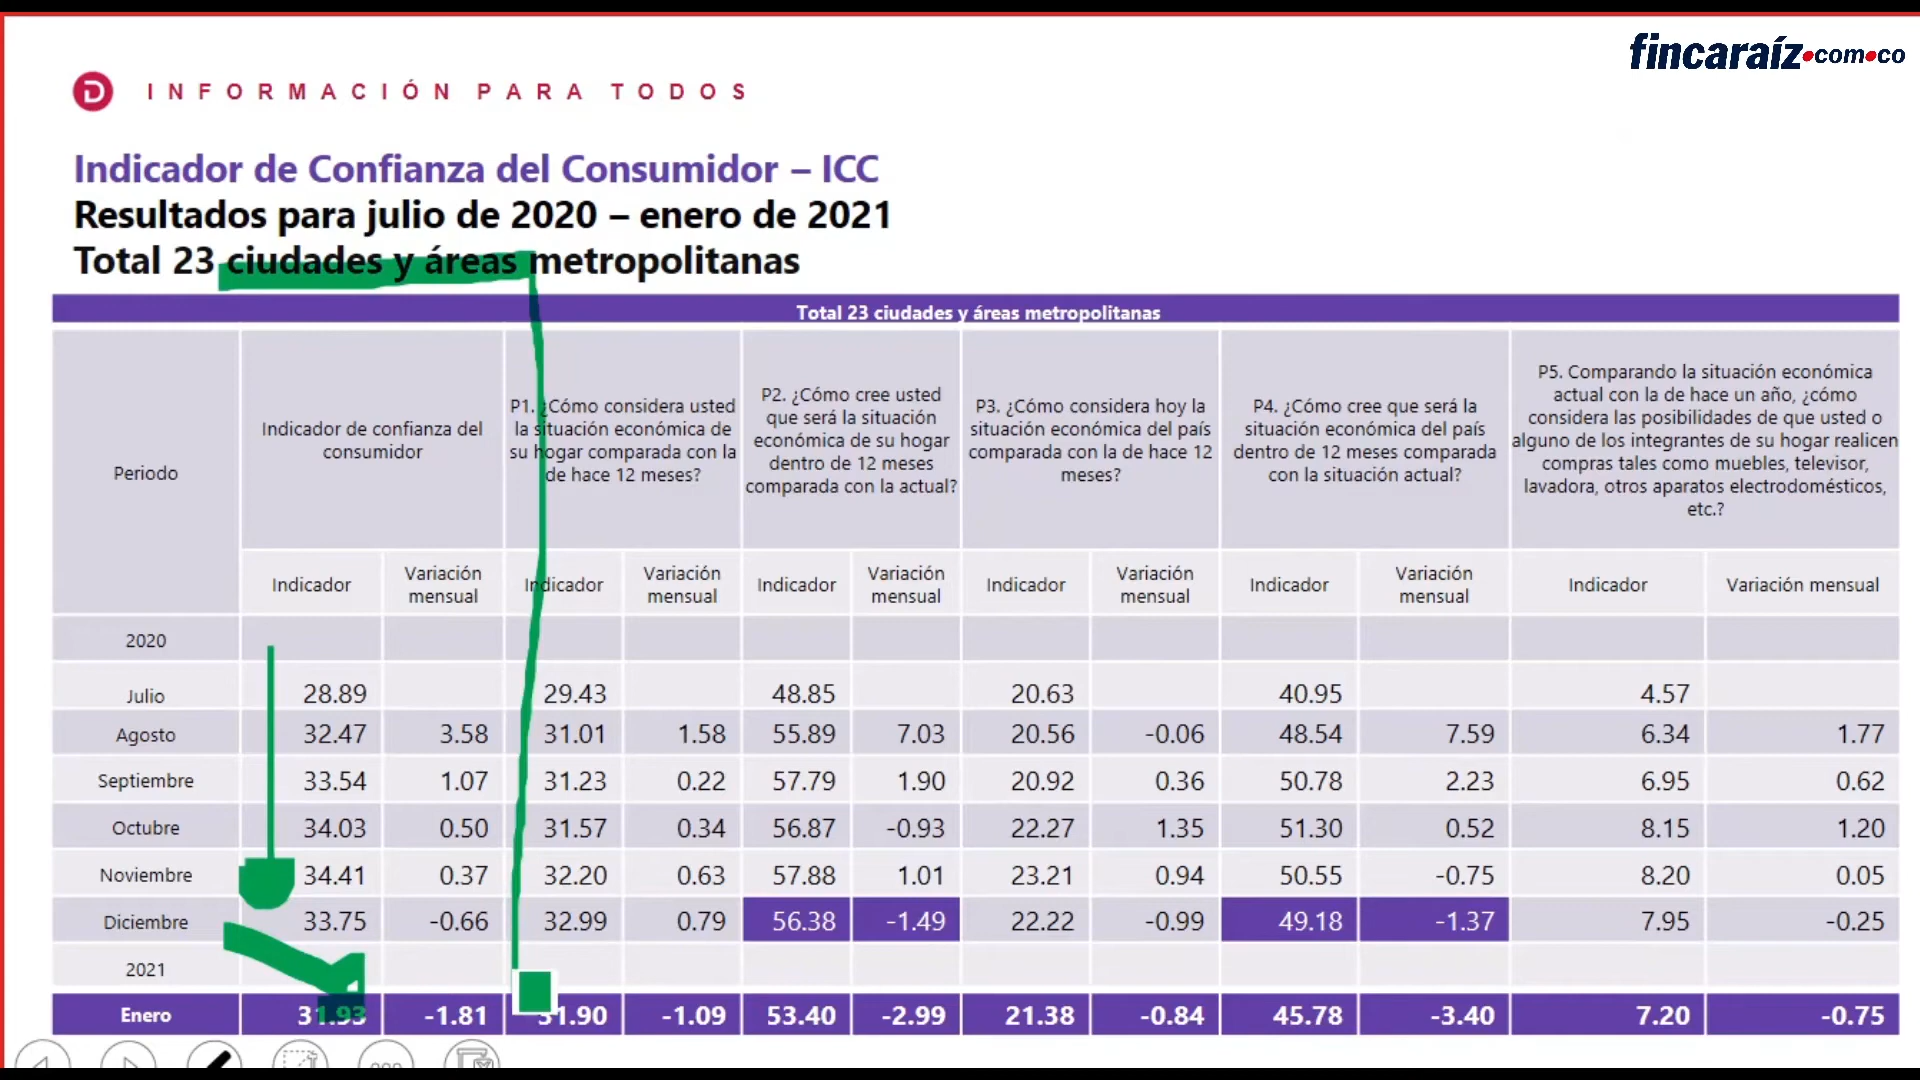 fincaraíz.com.co
INFORMACIÓN PARA TODOS
Indicador de Confianza del Consumidor – ICC
Resultados para julio de 2020 – enero de 2021
Total 23 ciudades y áreas metropolitanas
Total 23 ciudades y áreas metropolitanas
Periodo
Indicador de confianza del
consumidor
P1. ¿Cómo considera usted
la situación económica de
su hogar comparada con la
de hace 12 meses?
P2. ¿Cómo cree usted
que será la situación
económica de su hogar
dentro de 12 meses
comparada con la actual?
P3. ¿Cómo considera hoy la
situación económica del país
comparada con la de hace 12
meses?
P4. ¿Cómo cree que será la
situación económica del país
dentro de 12 meses comparada
con la situación actual?
P5. Comparando la situación económica
actual con la de hace un año, ¿cómo
considera las posibilidades de que usted o
alguno de los integrantes de su hogar realicen
compras tales como muebles, televisor,
lavadora, otros aparatos electrodomésticos,
etc.?
Indicador Variación mensual Indicador Variación mensual Indicador Variación mensual Indicador Variación mensual Indicador Variación mensual Indicador Variación mensual
2020
Julio 28.89 29.43 48.85 20.63 40.95 4.57
Agosto 32.47 3.58 31.01 1.58 55.89 7.03 20.56 -0.06 48.54 7.59 6.34 1.77
Septiembre 33.54 1.07 31.23 0.22 57.79 1.90 20.92 0.36 50.78 2.23 6.95 0.62
Octubre 34.03 0.50 31.57 0.34 56.87 -0.93 22.27 1.35 51.30 0.52 8.15 1.20
Noviembre 34.41 0.37 32.20 0.63 57.88 1.01 23.21 0.94 50.55 -0.75 8.20 0.05
Diciembre 33.75 -0.66 32.99 0.79 56.38 -1.49 22.22 -0.99 49.18 -1.37 7.95 -0.25
2021
Enero 31.93 -1.81 31.90 -1.09 53.40 -2.99 21.38 -0.84 45.78 -3.40 7.20 -0.75